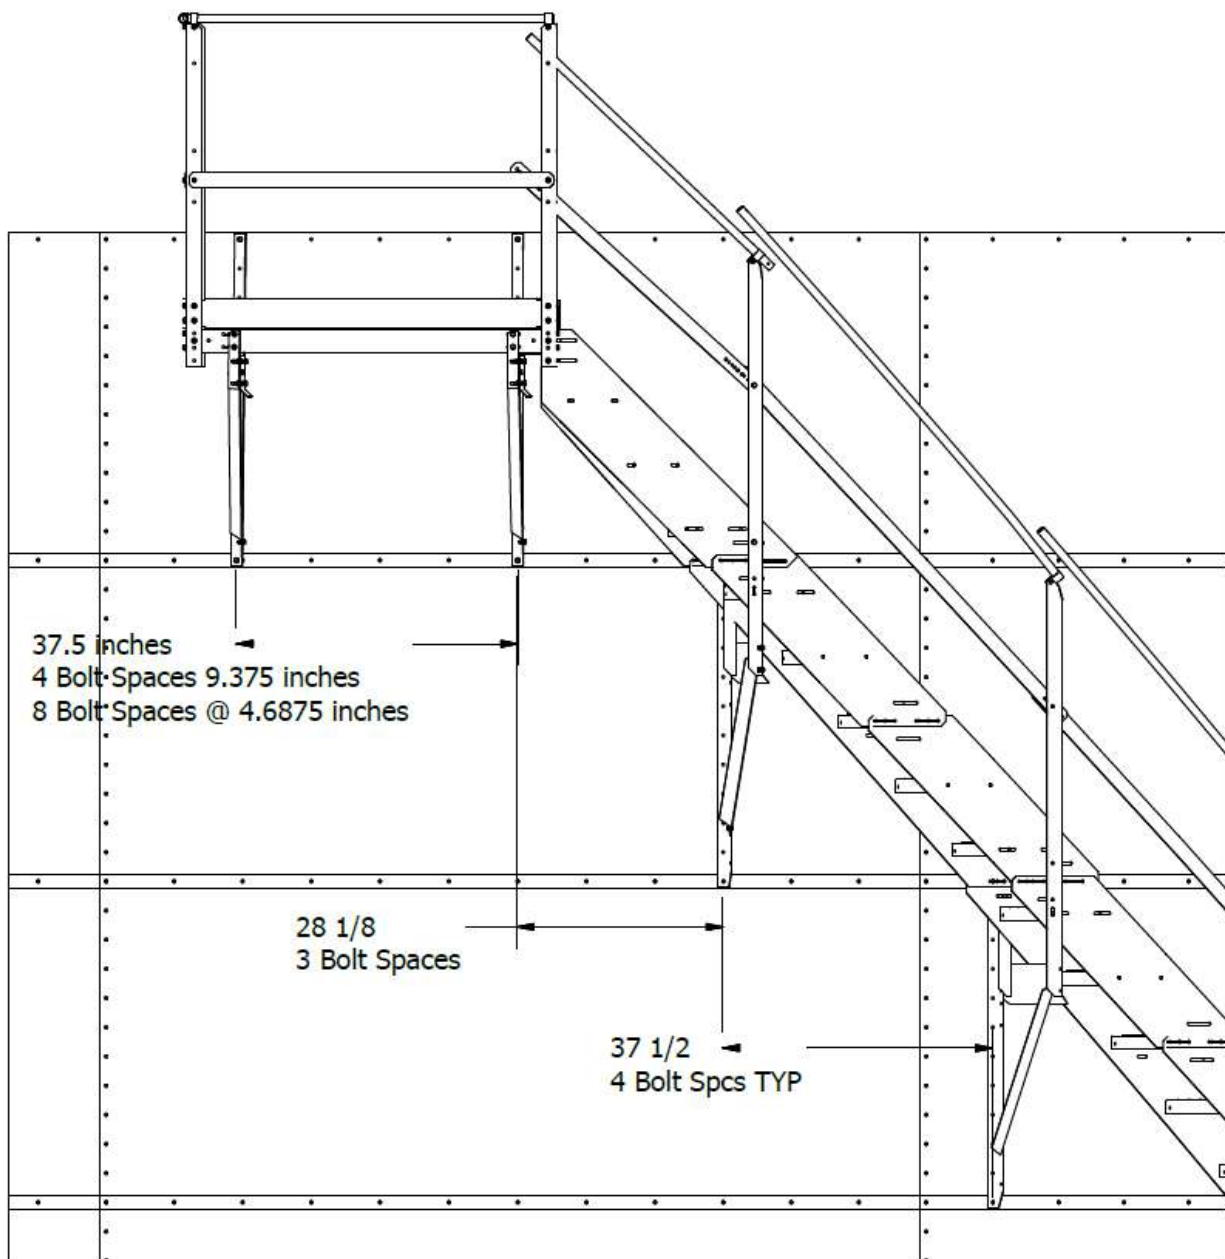 37.5 inches
4 Bolt Spaces 9.375 inches
8 Bolt Spaces @ 4.6875 inches
28 1/8
3 Bolt Spaces
37 1/2
4 Bolt Spcs TYP